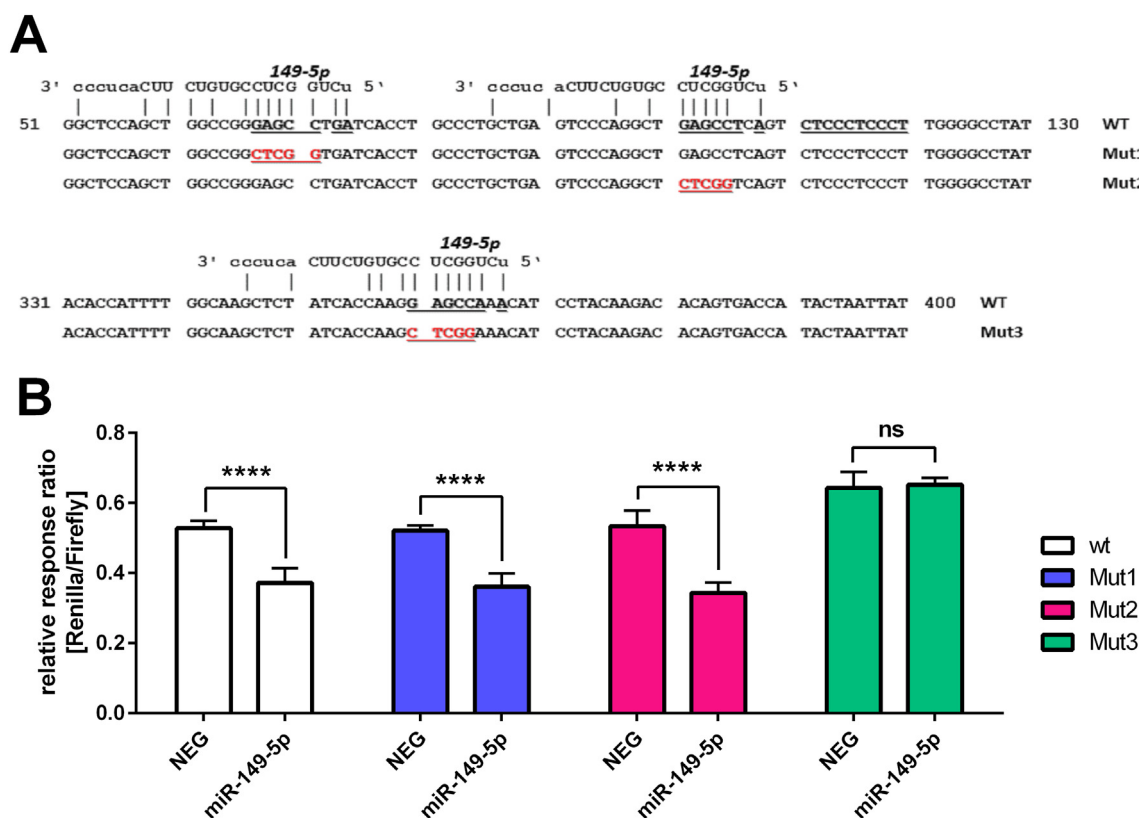 A
149-5p 149-5p
3' cccucaCUU CUGUGCCUCG GUCu 5` 3' cccuc aCUUCUGUGC CUCGGUCu 5`
51 GGCTCCAGCT GGCCGGGAGC CTGATCACCTG CCCTGCTGA GTCCCAGGCT GAGCCTCAGT CTCCCTCCCT TGGGGCCTAT 130 WT
GGCTCCAGCT GGCCGGCTCG GTGATCACCT GCCCTGCTGA GTCCCAGGCT GAGCCTCAGT CTCCCTCCCT TGGGGCCTAT Mut1
GGCTCCAGCT GGCCGGGAGC CTGATCACCT GCCCTGCTGA GTCCCAGGCT CTCGGTCAGT CTCCCTCCCT TGGGGCCTAT Mut2
149-5p
3' cccuca CUUCUGUGCC UCGGUCu 5`
331 ACACCATTTT GGCAAGCTCT ATCACCAAGG AGCCAAACAT CCTACAAGAC ACAGTGACCA TACTAATTAT 400 WT
ACACCATTTT GGCAAGCTCT ATCACCAAGC TCGGAAACAT CCTACAAGAC ACAGTGACCA TACTAATTAT Mut3
B
relative response ratio
[Renilla/Firefly]
0.8
0.6
0.4
0.2
0.0
**** **** **** ns
NEG miR-149-5p NEG miR-149-5p NEG miR-149-5p NEG miR-149-5p
wt
Mut1
Mut2
Mut3